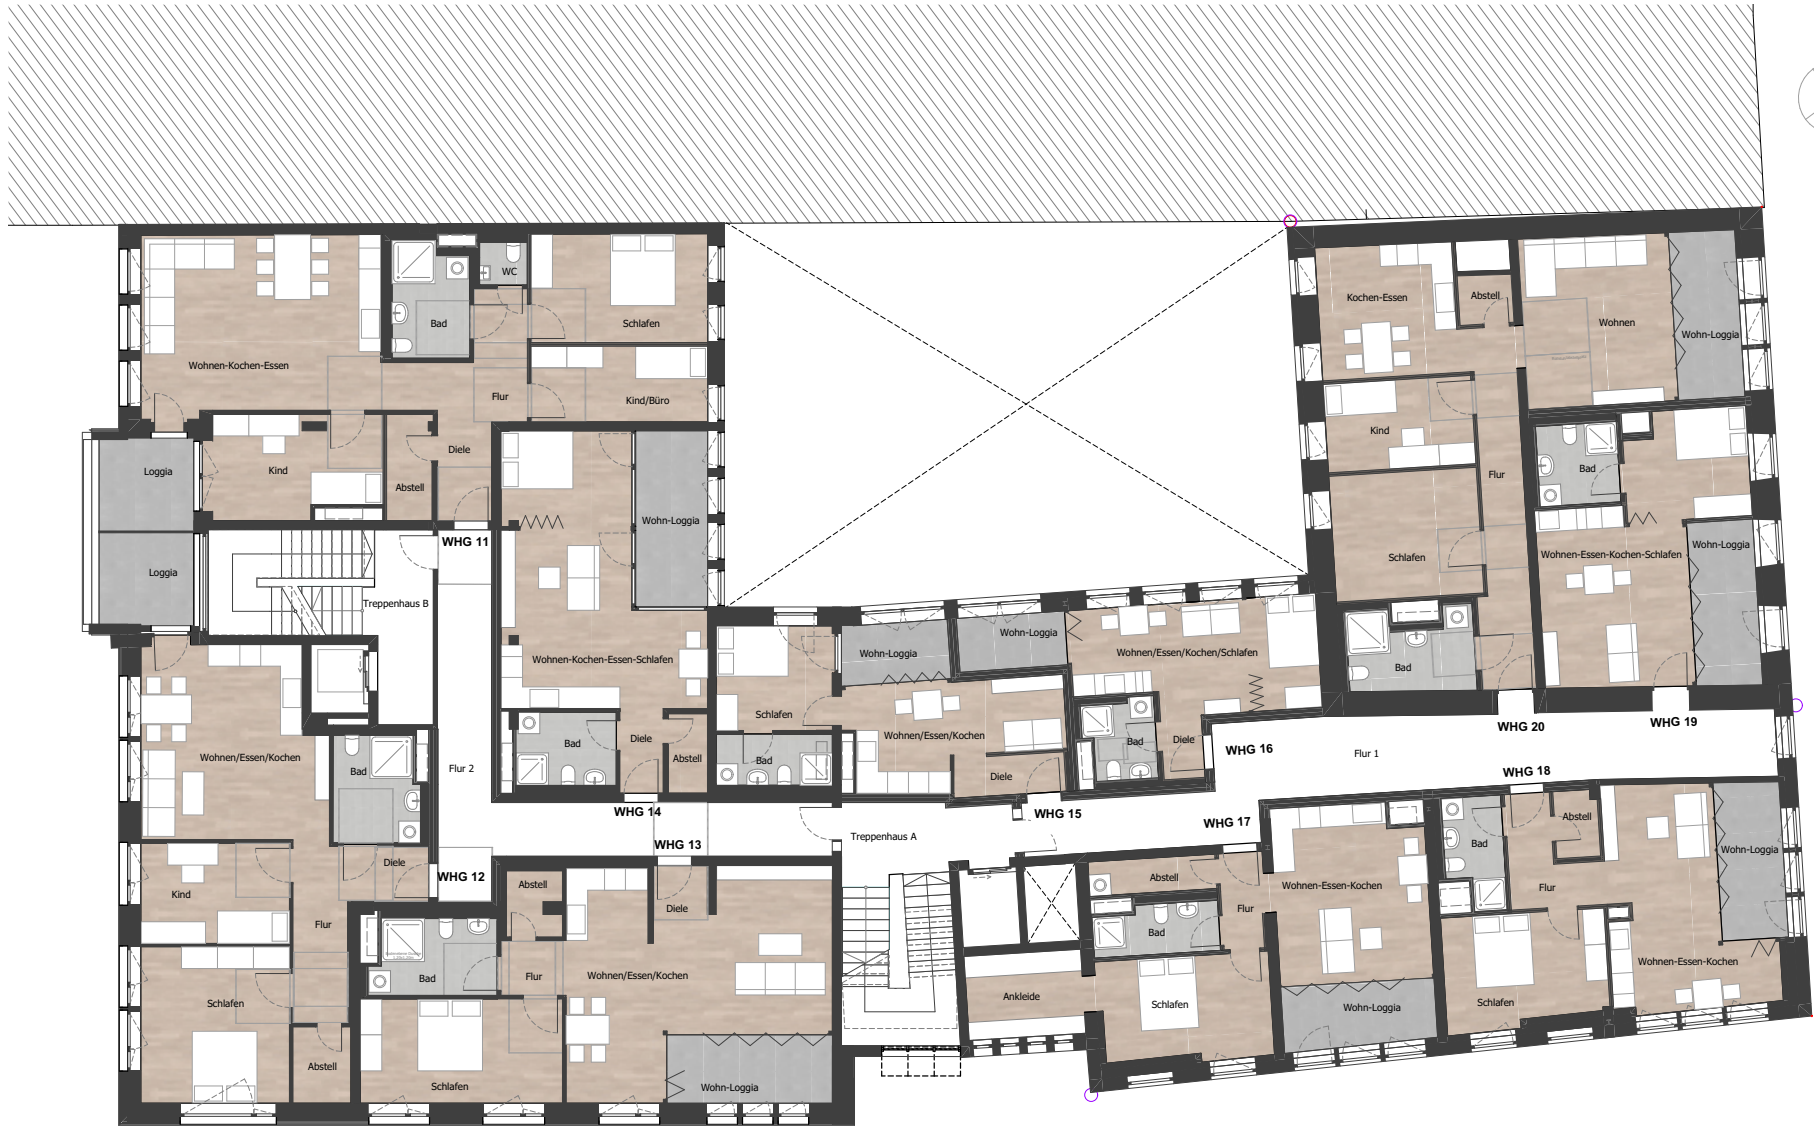 WC
Bad
Schlafen
Wohnen-Kochen-Essen
Flur
Kind/Büro
Diele
Kind
Abstell
Loggia
Loggia
WHG 11
Treppenhaus B
Wohn-Loggia
Wohnen-Kochen-Essen-Schlafen
Bad
Diele
Abstell
WHG 14
Flur 2
Wohnen/Essen/Kochen
Bad
Diele
WHG 12
Kind
Flur
Schlafen
Abstell
WHG 13
Abstell
Diele
Bad
Flur
Wohnen/Essen/Kochen
Schlafen
Wohn-Loggia
Treppenhaus A
Schlafen
Bad
Wohn-Loggia
Wohnen/Essen/Kochen
Diele
WHG 15
Wohn-Loggia
Wohnen/Essen/Kochen/Schlafen
Bad
Diele
WHG 16
Flur 1
Kochen-Essen
Abstell
Wohnen
Wohn-Loggia
Kind
Flur
Schlafen
Bad
WHG 20
Bad
Wohnen-Essen-Kochen-Schlafen
Wohn-Loggia
WHG 19
WHG 18
WHG 17
Abstell
Flur
Bad
Ankleide
Schlafen
Wohnen-Essen-Kochen
Wohn-Loggia
Bad
Abstell
Flur
Schlafen
Wohnen-Essen-Kochen
Wohn-Loggia